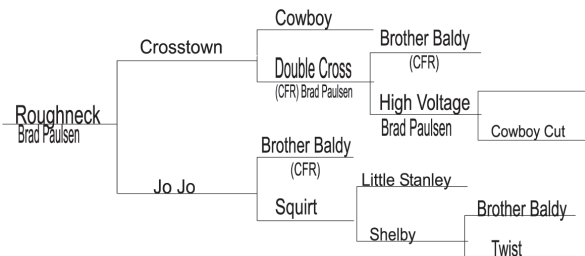 Cowboy
Brother Baldy
(CFR)
Crosstown
Double Cross
(CFR) Brad Paulsen
High Voltage
Brad Paulsen
Cowboy Cut
Roughneck
Brad Paulsen
Brother Baldy
(CFR)
Jo Jo
Squirt
Little Stanley
Shelby
Brother Baldy
Twist